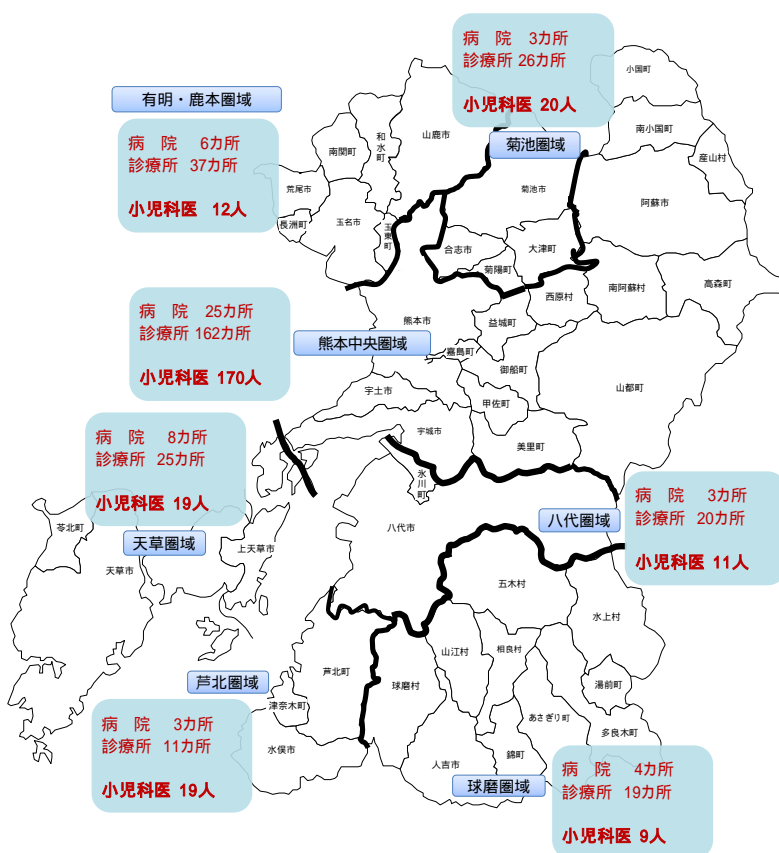 病　院　3カ所
診療所 26カ所
小児科医 20人
菊池圏域
有明・鹿本圏域
病　院　6カ所
診療所 37カ所
小児科医 12人
病　院　25カ所
診療所 162カ所
小児科医 170人
熊本中央圏域
病　院　8カ所
診療所 25カ所
小児科医 19人
天草圏域
病　院　3カ所
診療所 20カ所
小児科医 11人
八代圏域
芦北圏域
病　院　3カ所
診療所 11カ所
小児科医 19人
球磨圏域
病　院　4カ所
診療所 19カ所
小児科医 9人
小国町
南小国町
産山村
阿蘇市
山鹿市
和水町
南関町
荒尾市
長洲町
玉名市
玉東町
菊池市
合志市
菊陽町
大津町
西原村
南阿蘇村
高森町
熊本市
益城町
嘉島町
御船町
甲佐町
山都町
宇土市
宇城市
美里町
氷川町
八代市
上天草市
苓北町
天草市
五木村
水上村
湯前町
多良木町
あさぎり町
相良村
山江村
球磨村
芦北町
津奈木町
水俣市
人吉市
錦町